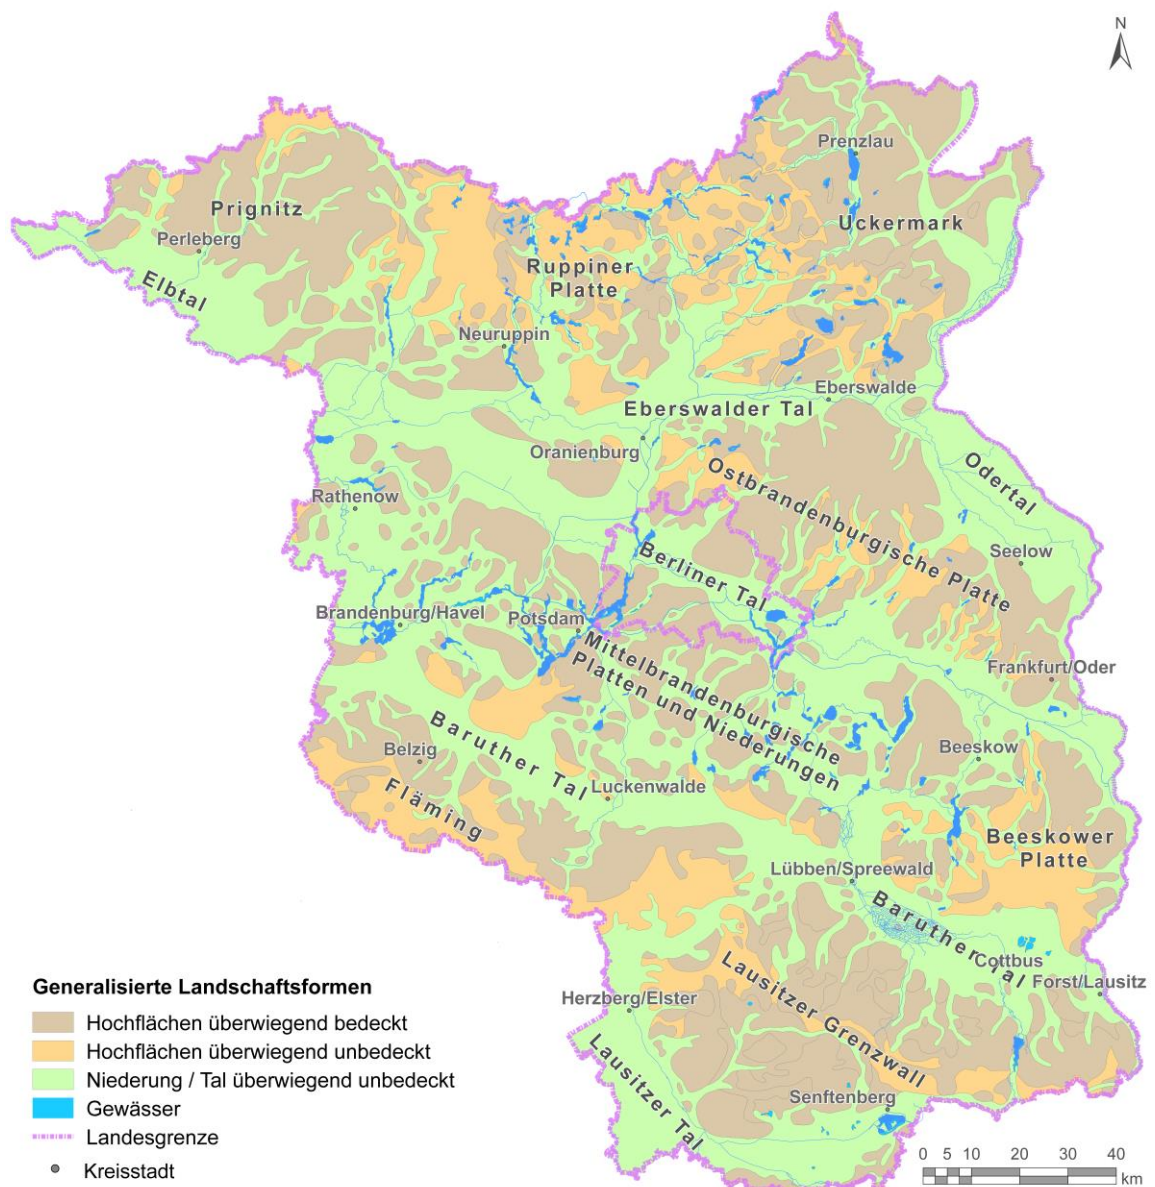 N
Prenzlau
Prignitz
Uckermark
Perleberg
Elbtal
Ruppiner
Platte
Neuruppin
Eberswalde
Eberswalder Tal
Oranienburg
Ostbrandenburgische Platte
Odertal
Rathenow
Seelow
Berliner Tal
Brandenburg/Havel
Potsdam
Mittelbrandenburgische
Platten und Niederungen
Frankfurt/Oder
Baruther Tal
Belzig
Beeskow
Fläming
Luckenwalde
Beeskower
Platte
Lübben/Spreewald
Baruther Tal
Cottbus
Forst/Lausitz
Lausitzer Grenzwall
Herzberg/Elster
Lausitzer Tal
Senftenberg
Generalisierte Landschaftsformen
Hochflächen überwiegend bedeckt
Hochflächen überwiegend unbedeckt
Niederung / Tal überwiegend unbedeckt
Gewässer
Landesgrenze
Kreisstadt
0 5 10 20 30 40
km